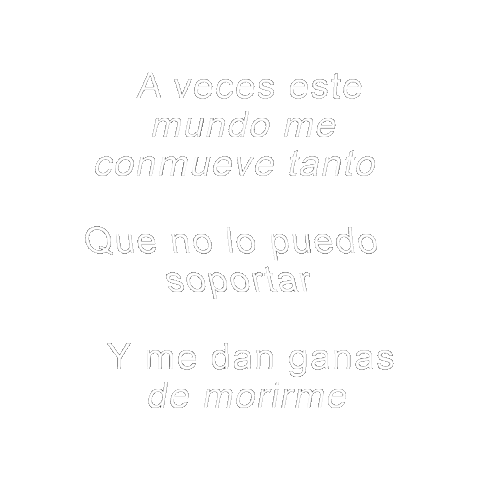 A veces este
mundo me
conmueve tanto
Que no lo puedo
soportar
Y me dan ganas
de morirme